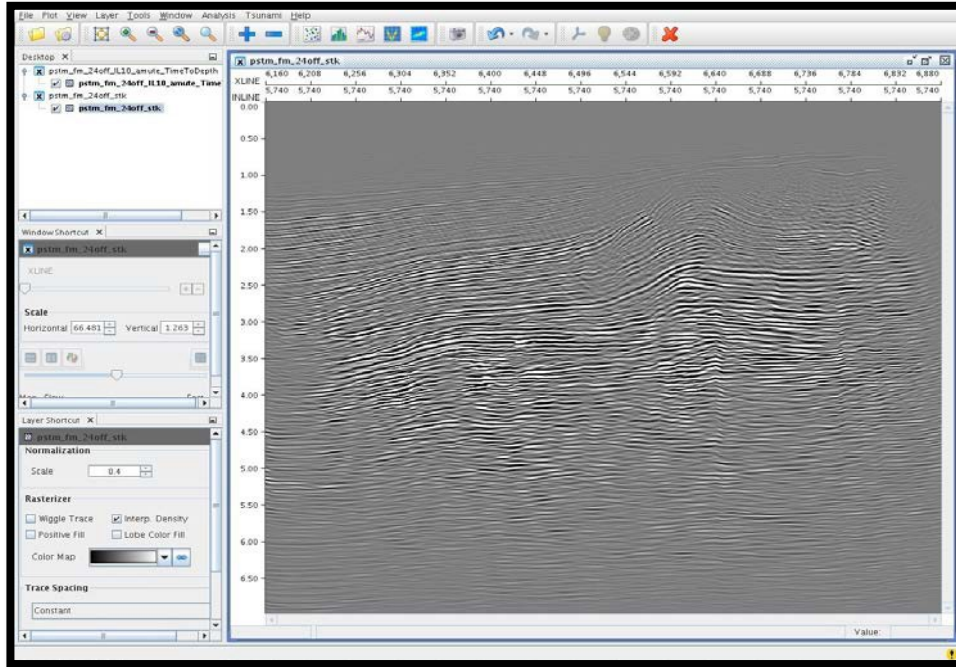 File Plot View Layer Tools Window Analysis Tsunami Help
Desktop X
pstm_fm_24off_IL10_amute_TimeToDepth
pstm_fm_24off_IL10_amute_Time
pstm_fm_24off_stk
pstm_fm_24off_stk
Window Shortcut X
pstm_fm_24off_stk
XLINE
Scale
Horizontal 66.481 Vertical 1.263
Layer Shortcut X
pstm_fm_24off_stk
Normalization
Scale 0.4
Rasterizer
Wiggle Trace Interp. Density
Positive Fill Lobe Color Fill
Color Map
Trace Spacing
Constant
pstm_fm_24off_stk
XLINE 6,160 6,208 6,256 6,304 6,352 6,400 6,448 6,496 6,544 6,592 6,640 6,688 6,736 6,784 6,832 6,880
INLINE 5,740 5,740 5,740 5,740 5,740 5,740 5,740 5,740 5,740 5,740 5,740 5,740 5,740 5,740 5,740 5,740
0.00
0.50
1.00
1.50
2.00
2.50
3.00
3.50
4.00
4.50
5.00
5.50
6.00
6.50
Value: